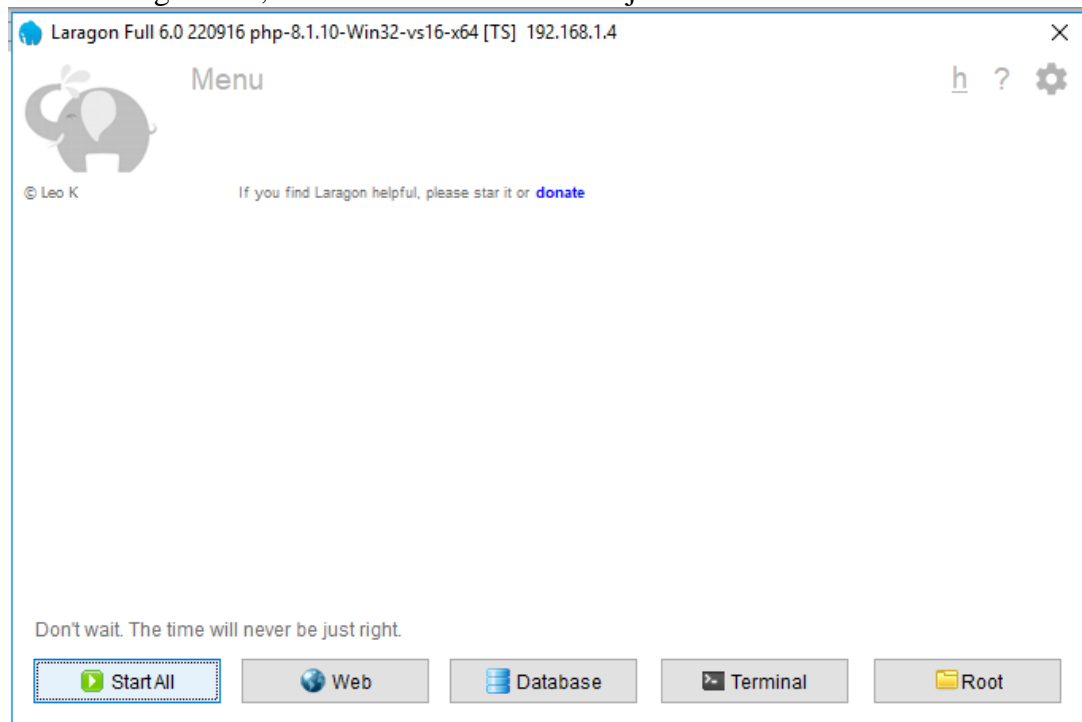 Laragon Full 6.0 220916 php-8.1.10-Win32-vs16-x64 [TS] 192.168.1.4
Menu
h ?
© Leo K
If you find Laragon helpful, please star it or donate
Don't wait. The time will never be just right.
Start All
Web
Database
Terminal
Root